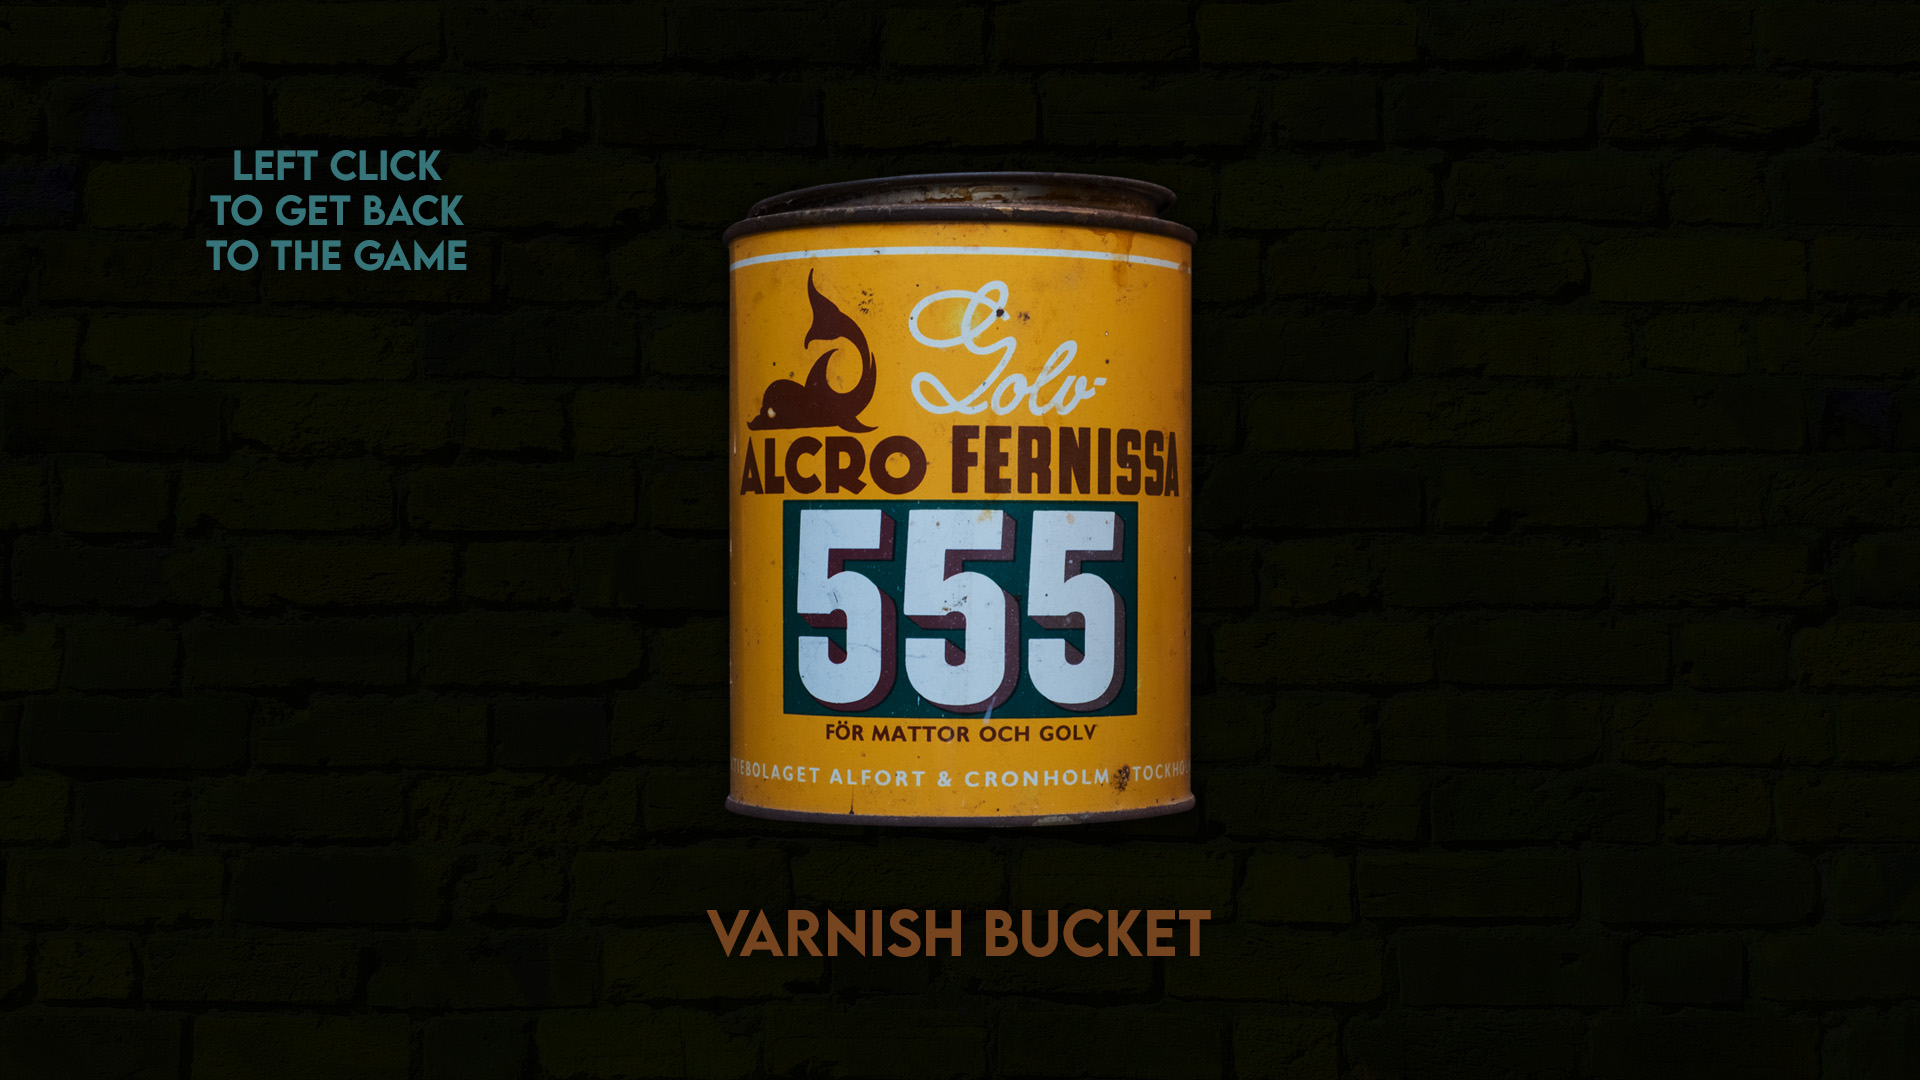 LEFT CLICK
TO GET BACK
TO THE GAME
Golv-
ALCRO FERNISSA
555
FÖR MATTOR OCH GOLV
ALFORT & CRONHOLM
VARNISH BUCKET